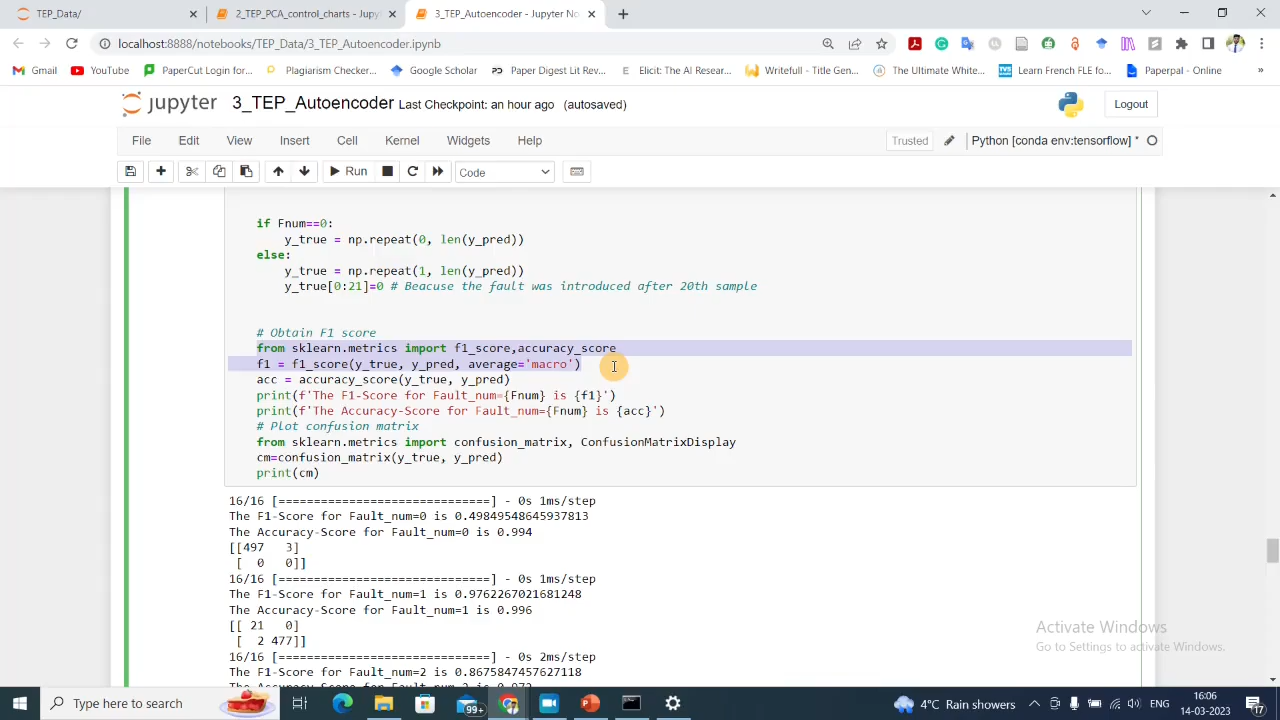 TEP_Data/
2_TEP_PCA_control_charts - Jupyt
3_TEP_Autoencoder - Jupyter No
localhost:8888/notebooks/TEP_Data/3_TEP_Autoencoder.ipynb
Gmail YouTube PaperCut Login for... Plagiarism Checker... Google Scholar Paper Digest Lit Rev... Elicit: The AI Resear... Writefull - Title Gen... The Ultimate White... Learn French FLE fo... Paperpal - Online »
jupyter 3_TEP_Autoencoder Last Checkpoint: an hour ago (autosaved)
Logout
File Edit View Insert Cell Kernel Widgets Help
Trusted Python [conda env:tensorflow] *
Run Code
if Fnum==0:
y_true = np.repeat(0, len(y_pred))
else:
y_true = np.repeat(1, len(y_pred))
y_true[0:21]=0 # Beacuse the fault was introduced after 20th sample
# Obtain F1 score
from sklearn.metrics import f1_score,accuracy_score
f1 = f1_score(y_true, y_pred, average='macro')
acc = accuracy_score(y_true, y_pred)
print(f'The F1-Score for Fault_num={Fnum} is {f1}')
print(f'The Accuracy-Score for Fault_num={Fnum} is {acc}')
# Plot confusion matrix
from sklearn.metrics import confusion_matrix, ConfusionMatrixDisplay
cm=confusion_matrix(y_true, y_pred)
print(cm)
16/16 [==============================] - 0s 1ms/step
The F1-Score for Fault_num=0 is 0.49849548645937813
The Accuracy-Score for Fault_num=0 is 0.994
[[497 3]
[ 0 0]]
16/16 [==============================] - 0s 1ms/step
The F1-Score for Fault_num=1 is 0.9762267021681248
The Accuracy-Score for Fault_num=1 is 0.996
[[ 21 0]
[ 2 477]]
16/16 [==============================] - 0s 2ms/step
The F1-Score for Fault_num=2 is 0.8675847457627118
Activate Windows
Go to Settings to activate Windows.
Type here to search
99+
4°C Rain showers
ENG
16:06
14-03-2023
17